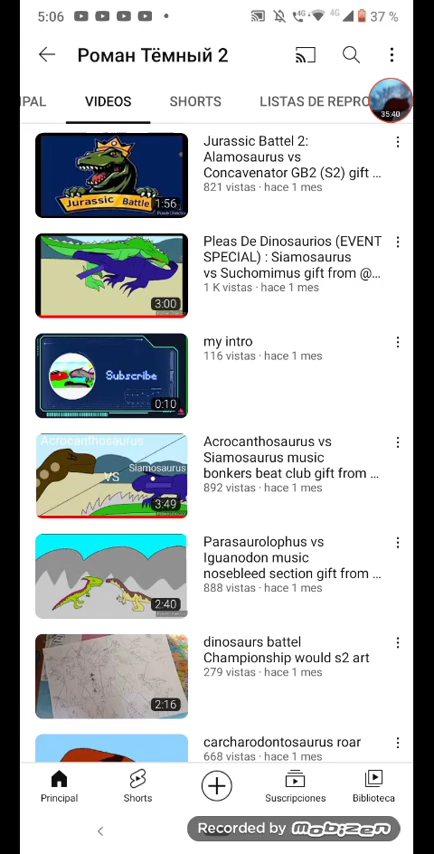 5:06
4G
4G
37 %
Роман Тёмный 2
IPAL
VIDEOS
SHORTS
LISTAS DE REPRO
35:40
Jurassic Battle
1:56
Jurassic Battel 2:
Alamosaurus vs
Concavenator GB2 (S2) gift ...
821 vistas · hace 1 mes
3:00
Pleas De Dinosaurios (EVENT
SPECIAL) : Siamosaurus
vs Suchomimus gift from @...
1 K vistas · hace 1 mes
Subscribe
0:10
my intro
116 vistas · hace 1 mes
Acrocanthosaurus
VS
Siamosaurus
3:49
Acrocanthosaurus vs
Siamosaurus music
bonkers beat club gift from ...
892 vistas · hace 1 mes
2:40
Parasaurolophus vs
Iguanodon music
nosebleed section gift from ...
888 vistas · hace 1 mes
2:16
dinosaurs battel
Championship would s2 art
279 vistas · hace 1 mes
carcharodontosaurus roar
668 vistas · hace 1 mes
Principal
Shorts
Suscripciones
Biblioteca
Recorded by mobizen